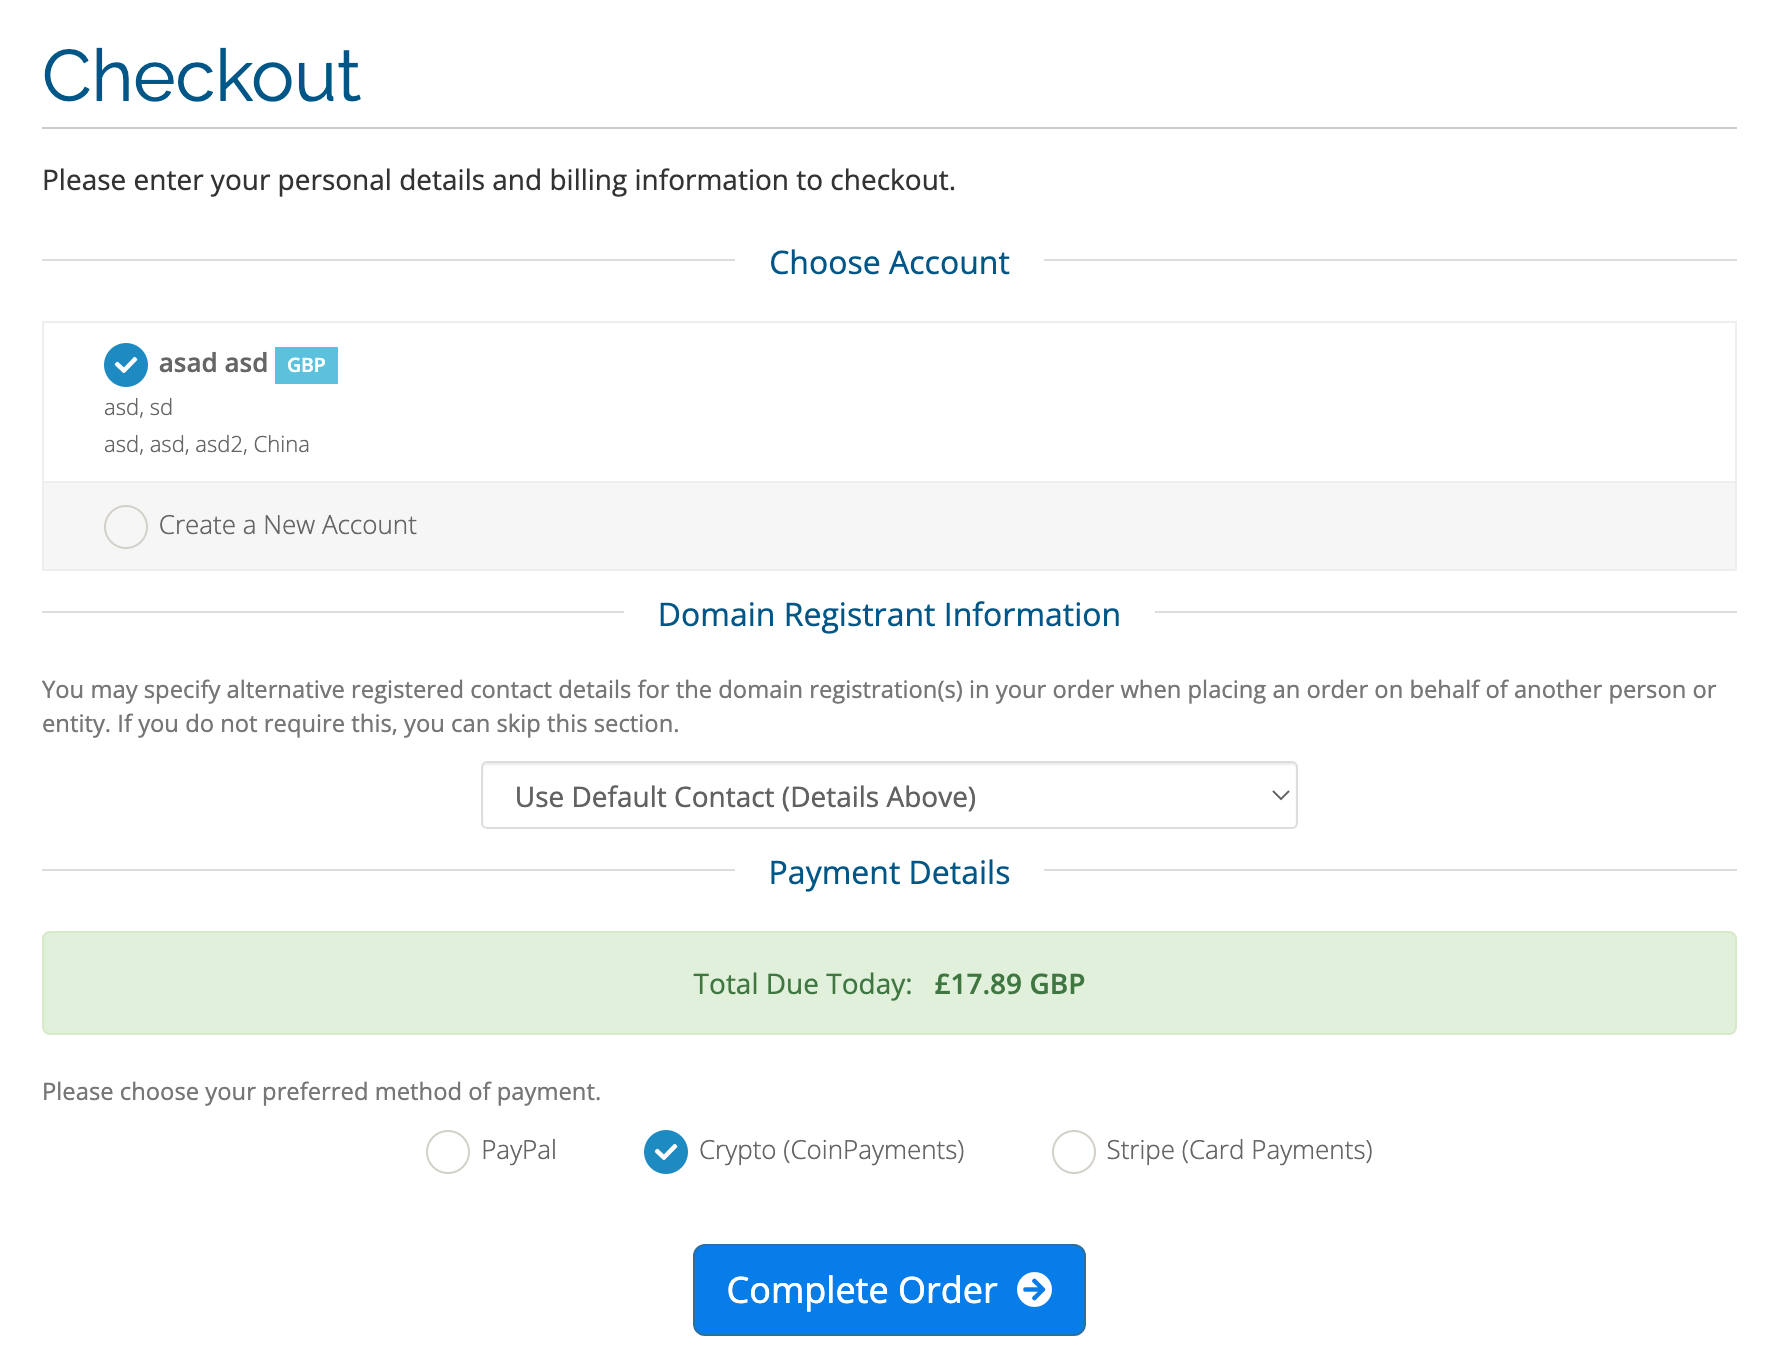 Checkout
Please enter your personal details and billing information to checkout.
Choose Account
asad asd GBP
asd, sd
asd, asd, asd2, China
Create a New Account
Domain Registrant Information
You may specify alternative registered contact details for the domain registration(s) in your order when placing an order on behalf of another person or
entity. If you do not require this, you can skip this section.
Use Default Contact (Details Above)
Payment Details
Total Due Today: £17.89 GBP
Please choose your preferred method of payment.
PayPal Crypto (CoinPayments) Stripe (Card Payments)
Complete Order